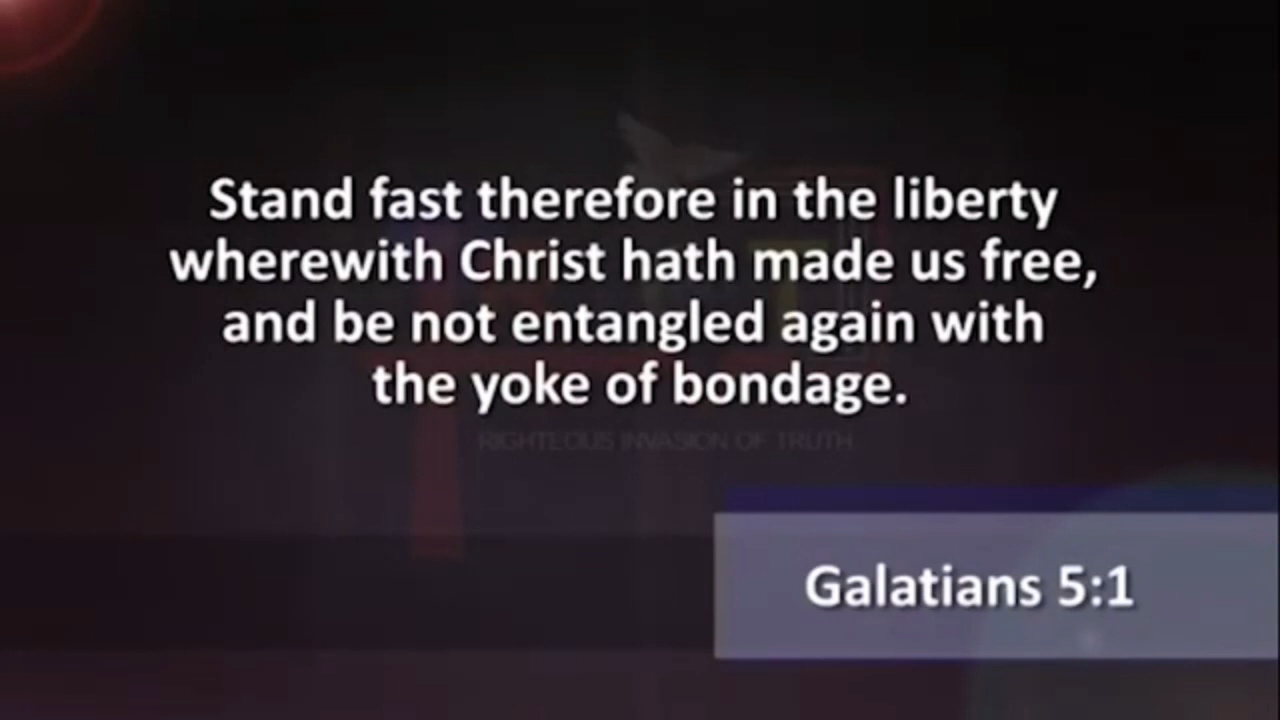 Stand fast therefore in the liberty
wherewith Christ hath made us free,
and be not entangled again with
the yoke of bondage.
RIGHTEOUS INVASION OF TRUTH
Galatians 5:1